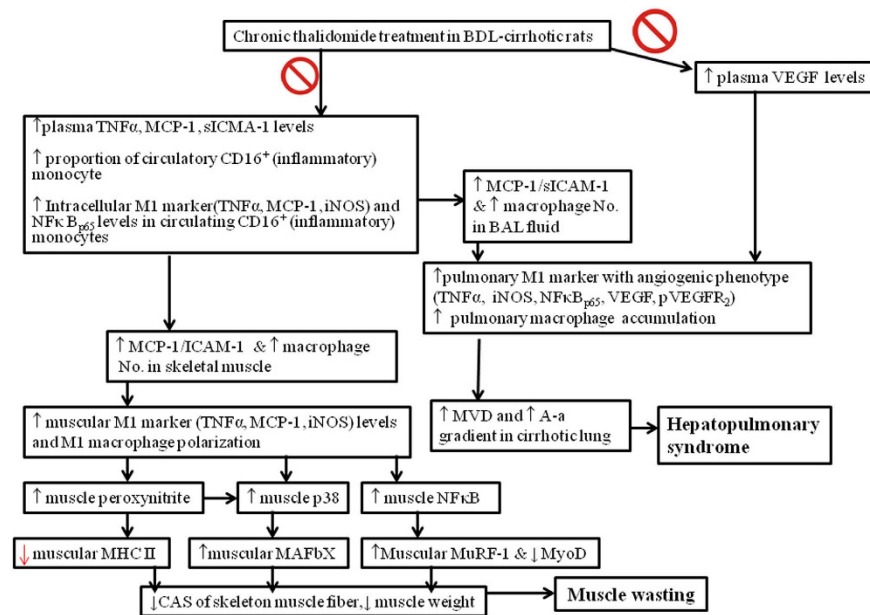 Chronic thalidomide treatment in BDL-cirrhotic rats
↑ plasma VEGF levels
↑plasma TNFα, MCP-1, sICMA-1 levels
↑ proportion of circulatory CD16⁺ (inflammatory)
monocyte
↑ Intracellular M1 marker(TNFα, MCP-1, iNOS) and
NFκBp65 levels in circulating CD16⁺ (inflammatory)
monocytes
↑ MCP-1/sICAM-1
& ↑ macrophage No.
in BAL fluid
↑pulmonary M1 marker with angiogenic phenotype
(TNFα, iNOS, NFκBp65, VEGF, pVEGFR2)
↑ pulmonary macrophage accumulation
↑ MCP-1/ICAM-1 & ↑ macrophage
No. in skeletal muscle
↑ muscular M1 marker (TNFα, MCP-1, iNOS) levels
and M1 macrophage polarization
↑ MVD and ↑ A-a
gradient in cirrhotic lung
Hepatopulmonary
syndrome
↑ muscle peroxynitrite
↑ muscle p38
↑ muscle NFκB
↓ muscular MHC II
↑muscular MAFbX
↑Muscular MuRF-1 & ↓ MyoD
↓CAS of skeleton muscle fiber, ↓ muscle weight
Muscle wasting